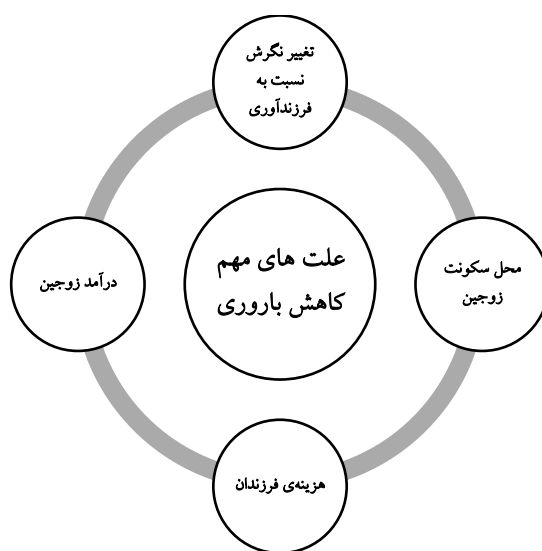 تغییر نگرش
نسبت به
فرزندآوری
محل سکونت
زوجین
علت های مهم
کاهش باروری
درآمد زوجین
هزینه‌ی فرزندان